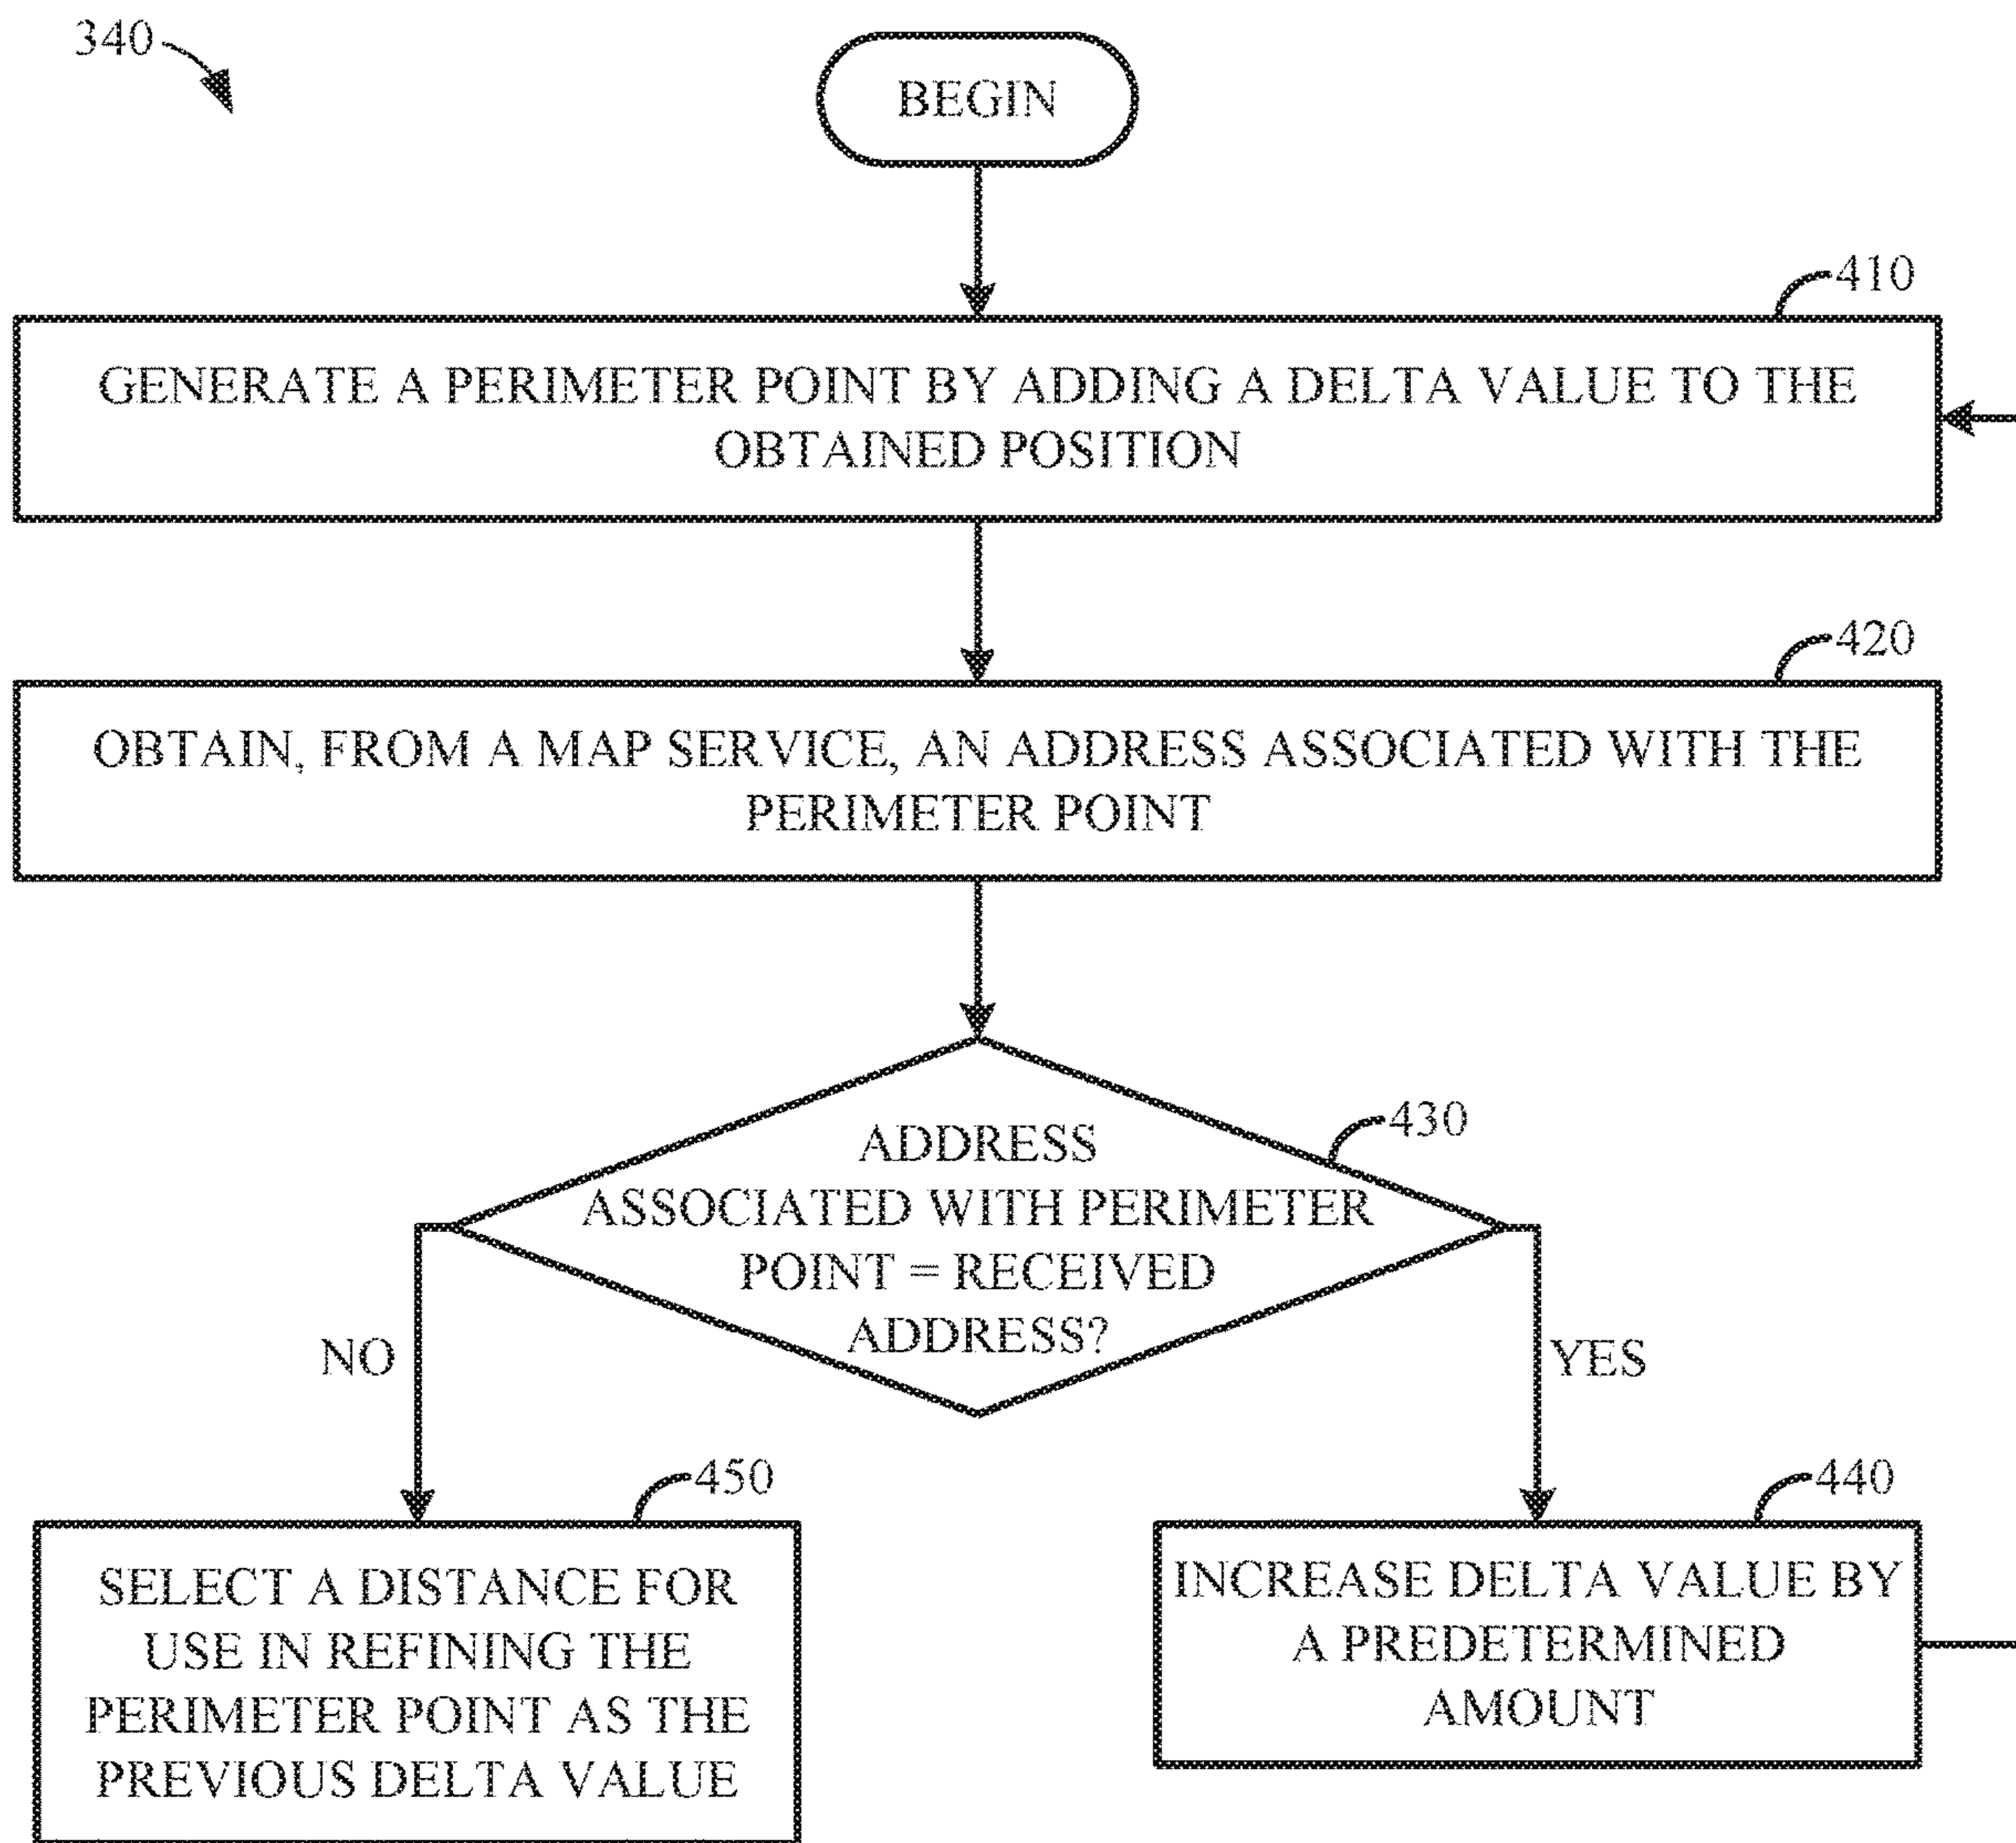 340
BEGIN
410
GENERATE A PERIMETER POINT BY ADDING A DELTA VALUE TO THE
OBTAINED POSITION
420
OBTAIN, FROM A MAP SERVICE, AN ADDRESS ASSOCIATED WITH THE
PERIMETER POINT
430
ADDRESS
ASSOCIATED WITH PERIMETER
POINT = RECEIVED
ADDRESS?
NO
YES
450
SELECT A DISTANCE FOR
USE IN REFINING THE
PERIMETER POINT AS THE
PREVIOUS DELTA VALUE
440
INCREASE DELTA VALUE BY
A PREDETERMINED
AMOUNT